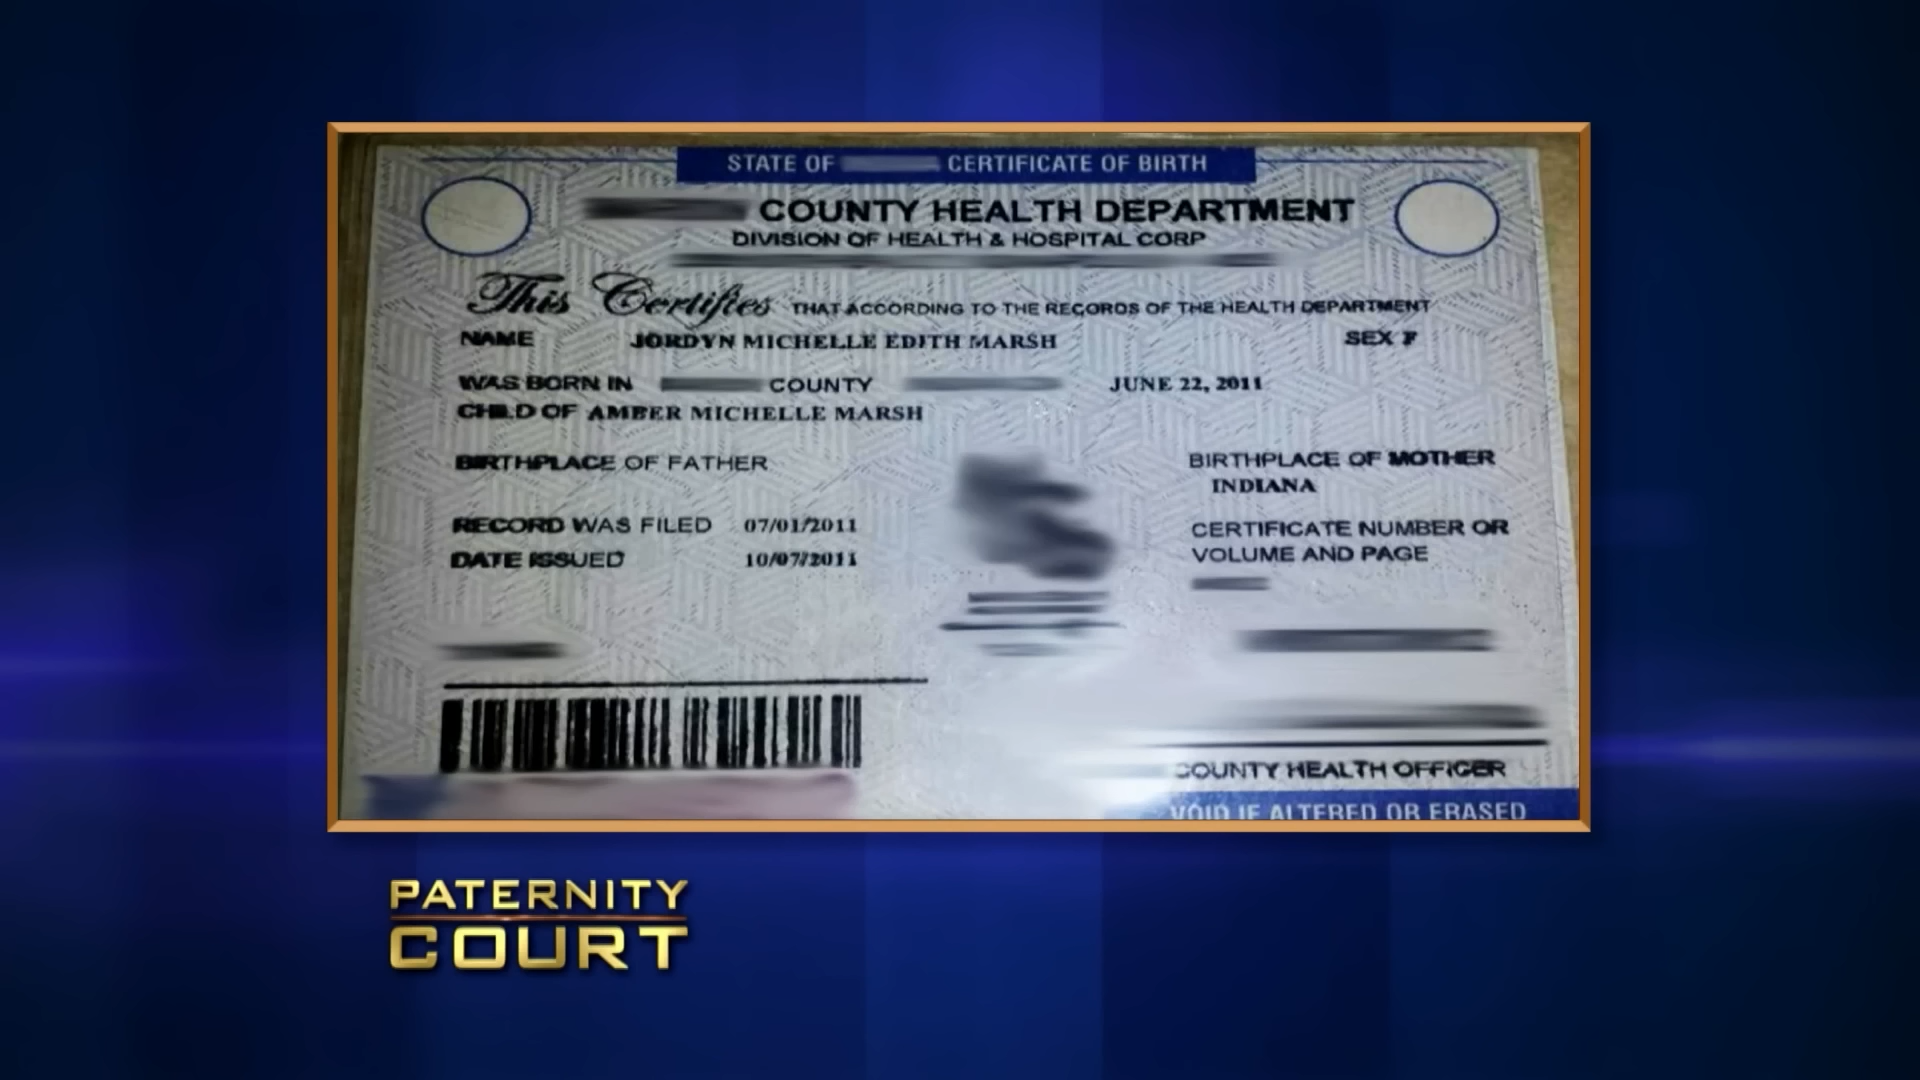 STATE OF CERTIFICATE OF BIRTH
COUNTY HEALTH DEPARTMENT
DIVISION OF HEALTH & HOSPITAL CORP
This Certifies THAT ACCORDING TO THE RECORDS OF THE HEALTH DEPARTMENT
NAME JORDYN MICHELLE EDITH MARSH SEX F
WAS BORN IN COUNTY JUNE 22, 2011
CHILD OF AMBER MICHELLE MARSH
BIRTHPLACE OF FATHER
BIRTHPLACE OF MOTHER
INDIANA
RECORD WAS FILED 07/01/2011
DATE ISSUED 10/07/2011
CERTIFICATE NUMBER OR
VOLUME AND PAGE
COUNTY HEALTH OFFICER
VOID IF ALTERED OR ERASED
PATERNITY
COURT